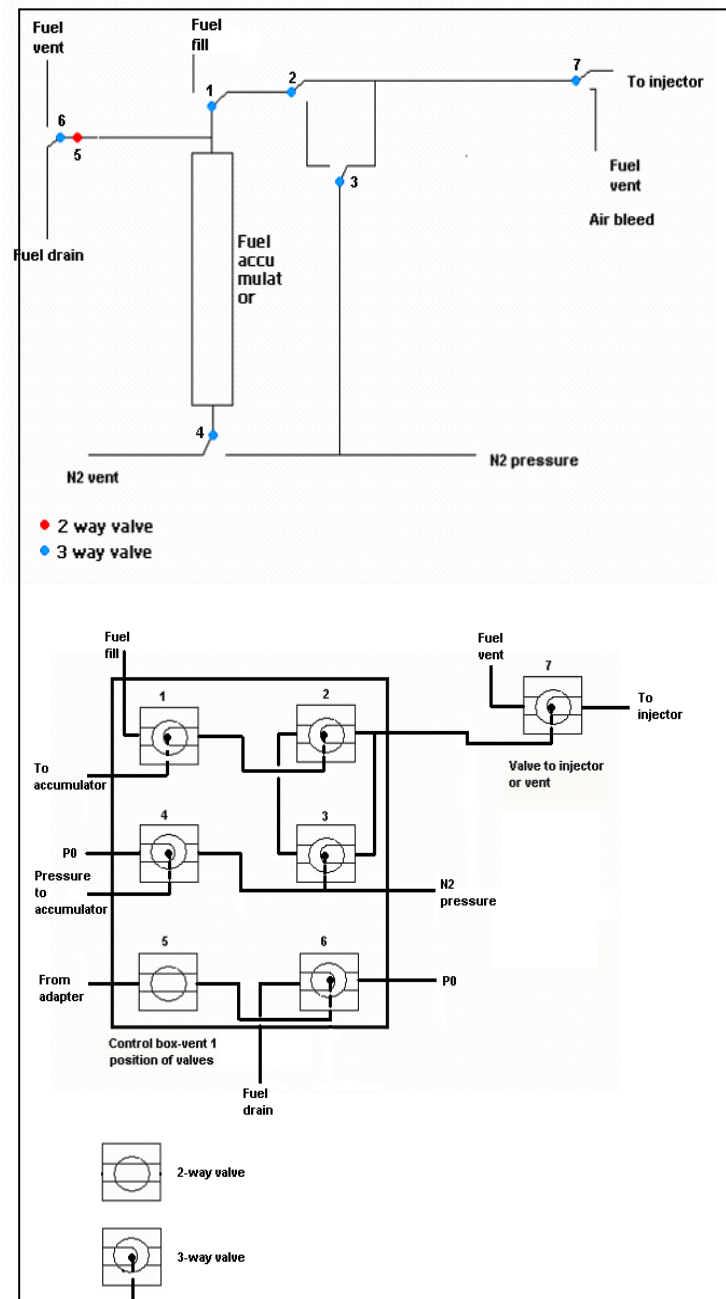 Fuel
vent
Fuel
fill
7
2
1
To injector
6
5
3
Fuel
vent
Air bleed
Fuel drain
Fuel
accu
mulat
or
4
N2 vent
N2 pressure
2 way valve
3 way valve
Fuel
fill
Fuel
vent
7
1
2
To
injector
To
accumulator
Valve to injector
or vent
4
3
P0
Pressure
to
accumulator
N2
pressure
5
6
From
adapter
P0
Control box-vent 1
position of valves
Fuel
drain
2-way valve
3-way valve